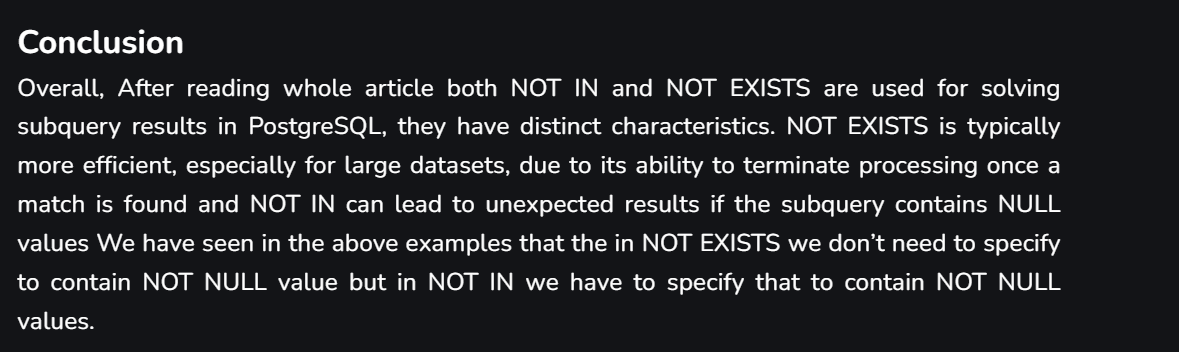 Conclusion
Overall, After reading whole article both NOT IN and NOT EXISTS are used for solving
subquery results in PostgreSQL, they have distinct characteristics. NOT EXISTS is typically
more efficient, especially for large datasets, due to its ability to terminate processing once a
match is found and NOT IN can lead to unexpected results if the subquery contains NULL
values We have seen in the above examples that the in NOT EXISTS we don’t need to specify
to contain NOT NULL value but in NOT IN we have to specify that to contain NOT NULL
values.